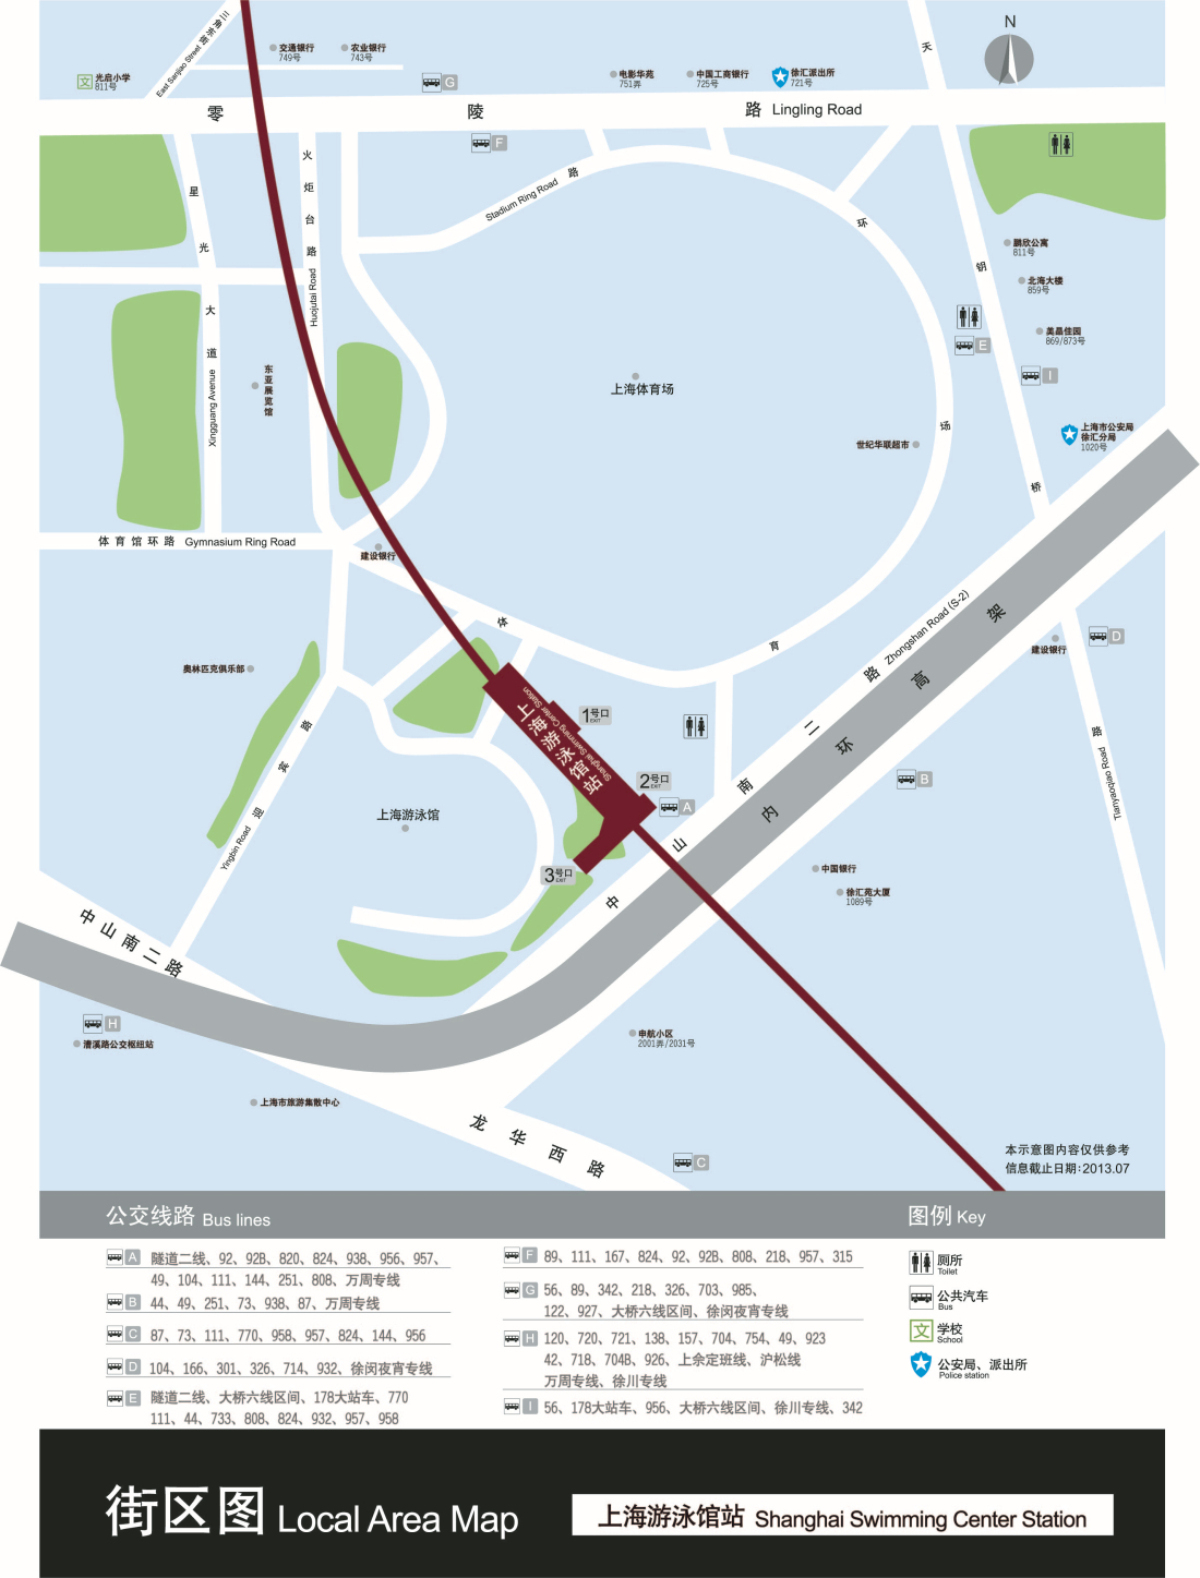 三角东街
East Sanjiao Street
交通银行
749号
农业银行
743号
光启小学
811号
G
电影华苑
751弄
中国工商银行
725号
徐汇派出所
721号
天钥桥路
Tianyaoqiao Road
N
零陵路 Lingling Road
F
星光大道
Xingguang Avenue
火炬台路
Huojutai Road
Stadium Ring Road
体育场环路
鹏欣公寓
811号
北海大楼
859号
美晶佳园
869/873号
E
I
东亚展览馆
上海体育场
世纪华联超市
上海市公安局
徐汇分局
1020号
体育馆环路 Gymnasium Ring Road
建设银行
奥林匹克俱乐部
中山南二路 Zhongshan Road (S-2)
内环高架
建设银行
D
上海游泳馆站
Shanghai Swimming Center Station
1号口
EXIT
2号口
EXIT
A
3号口
EXIT
B
迎宾路
Yingbin Road
上海游泳馆
中国银行
徐汇苑大厦
1089号
中山南二路
H
漕溪路公交枢纽站
申航小区
2001弄/2031号
上海市旅游集散中心
龙华西路
C
本示意图内容仅供参考
信息截止日期:2013.07
公交线路 Bus lines
A 隧道二线、92、92B、820、824、938、956、957、
49、104、111、144、251、808、万周专线
B 44、49、251、73、938、87、万周专线
C 87、73、111、770、958、957、824、144、956
D 104、166、301、326、714、932、徐闵夜宵专线
E 隧道二线、大桥六线区间、178大站车、770
111、44、733、808、824、932、957、958
F 89、111、167、824、92、92B、808、218、957、315
G 56、89、342、218、326、703、985、
122、927、大桥六线区间、徐闵夜宵专线
H 120、720、721、138、157、704、754、49、923
42、718、704B、926、上佘定班线、沪松线
万周专线、徐川专线
I 56、178大站车、956、大桥六线区间、徐川专线、342
图例 Key
厕所
Toilet
公共汽车
Bus
文 学校
School
公安局、派出所
Police station
街区图 Local Area Map
上海游泳馆站 Shanghai Swimming Center Station